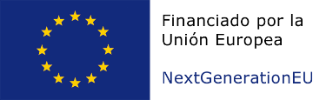 Financiado por la
Unión Europea
NextGenerationEU